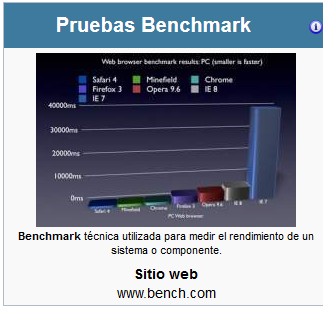 Pruebas Benchmark
Web browser benchmark results: PC (smaller is faster)
Safari 4 Minefield Chrome
Firefox 3 Opera 9.6 IE 8
IE 7
40000ms
30000ms
20000ms
10000ms
0ms
Safari 4 Minefield Chrome Firefox 3 Opera 9.6 IE 8 IE 7
PC Web browser
Benchmark técnica utilizada para medir el rendimiento de un
sistema o componente.
Sitio web
www.bench.com